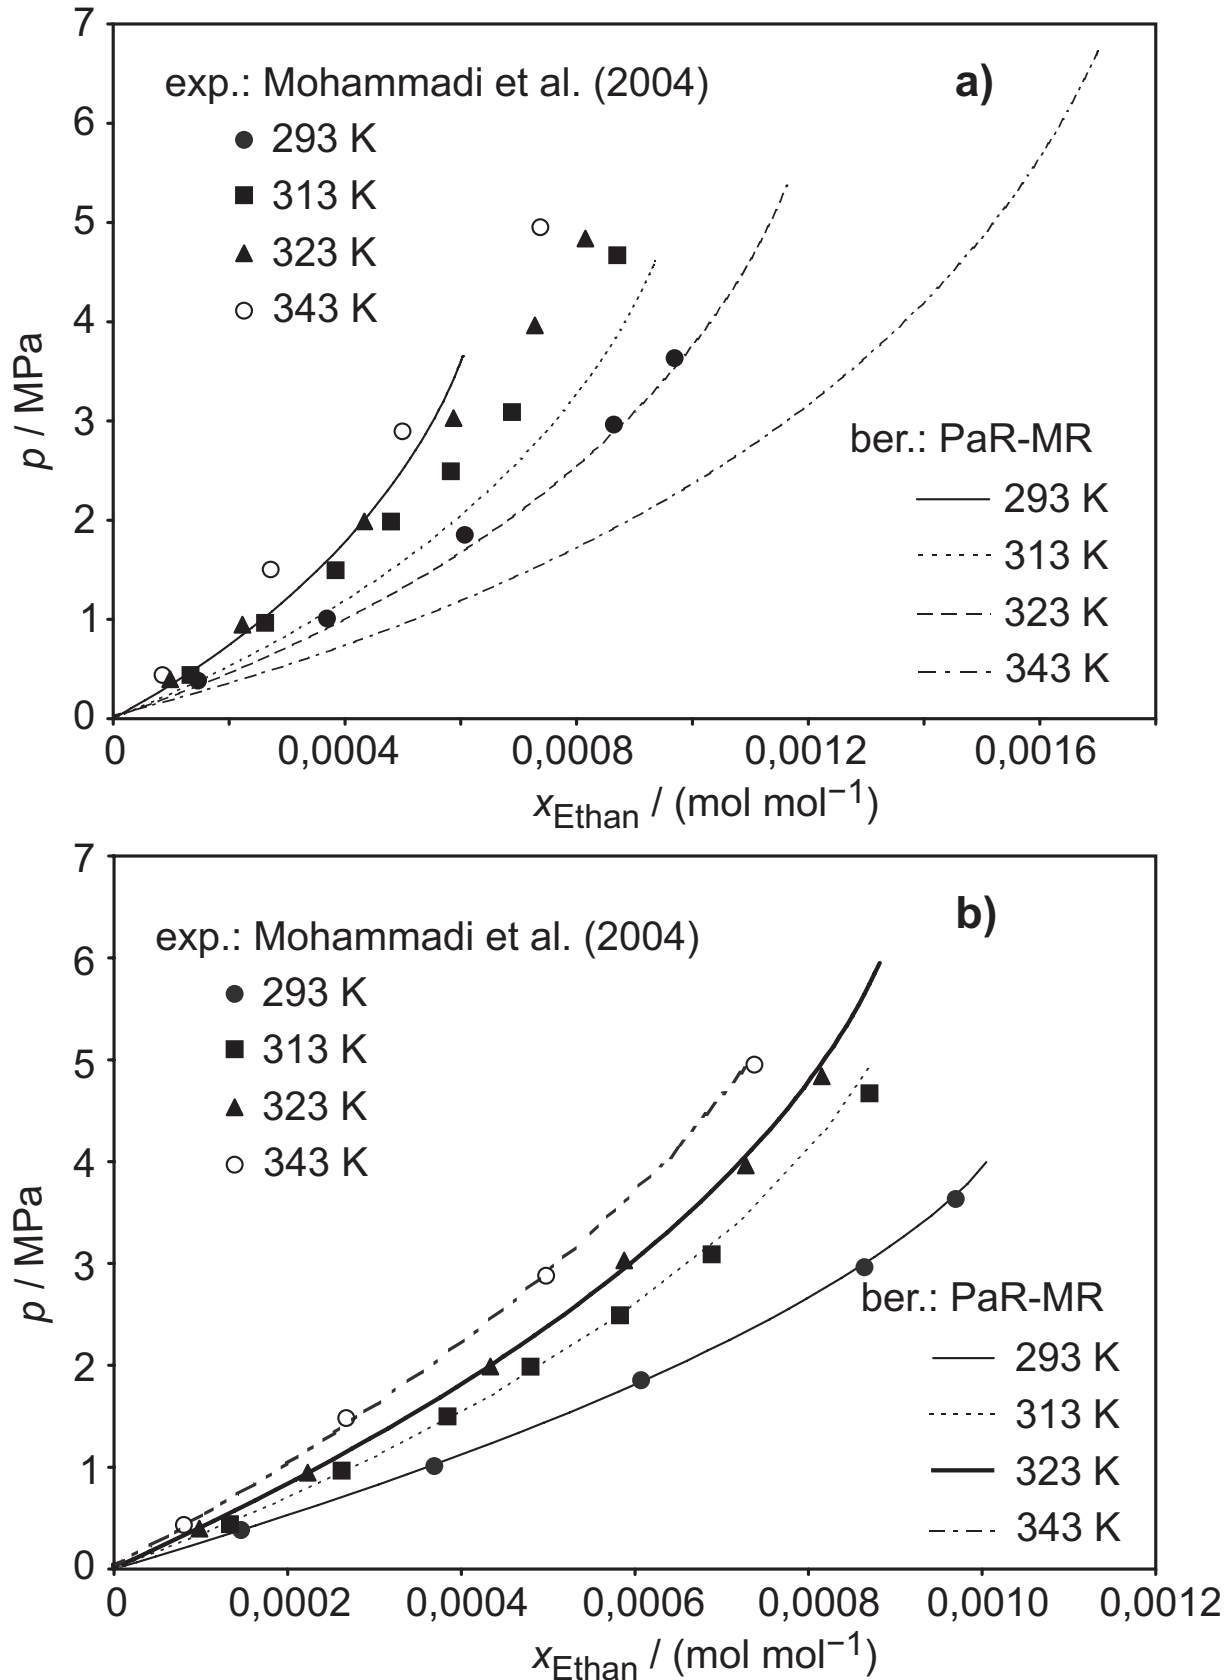 7
exp.: Mohammadi et al. (2004)
a)
293 K
6
313 K
5
323 K
4
343 K
p / MPa
3
ber.: PaR-MR
293 K
2
313 K
323 K
1
343 K
0
0 0,0004 0,0008 0,0012 0,0016
xEthan / (mol mol−1)
7
exp.: Mohammadi et al. (2004)
b)
6
293 K
313 K
5
323 K
4
343 K
p / MPa
3
ber.: PaR-MR
2
293 K
313 K
1
323 K
343 K
0
0 0,0002 0,0004 0,0006 0,0008 0,0010 0,0012
xEthan / (mol mol−1)